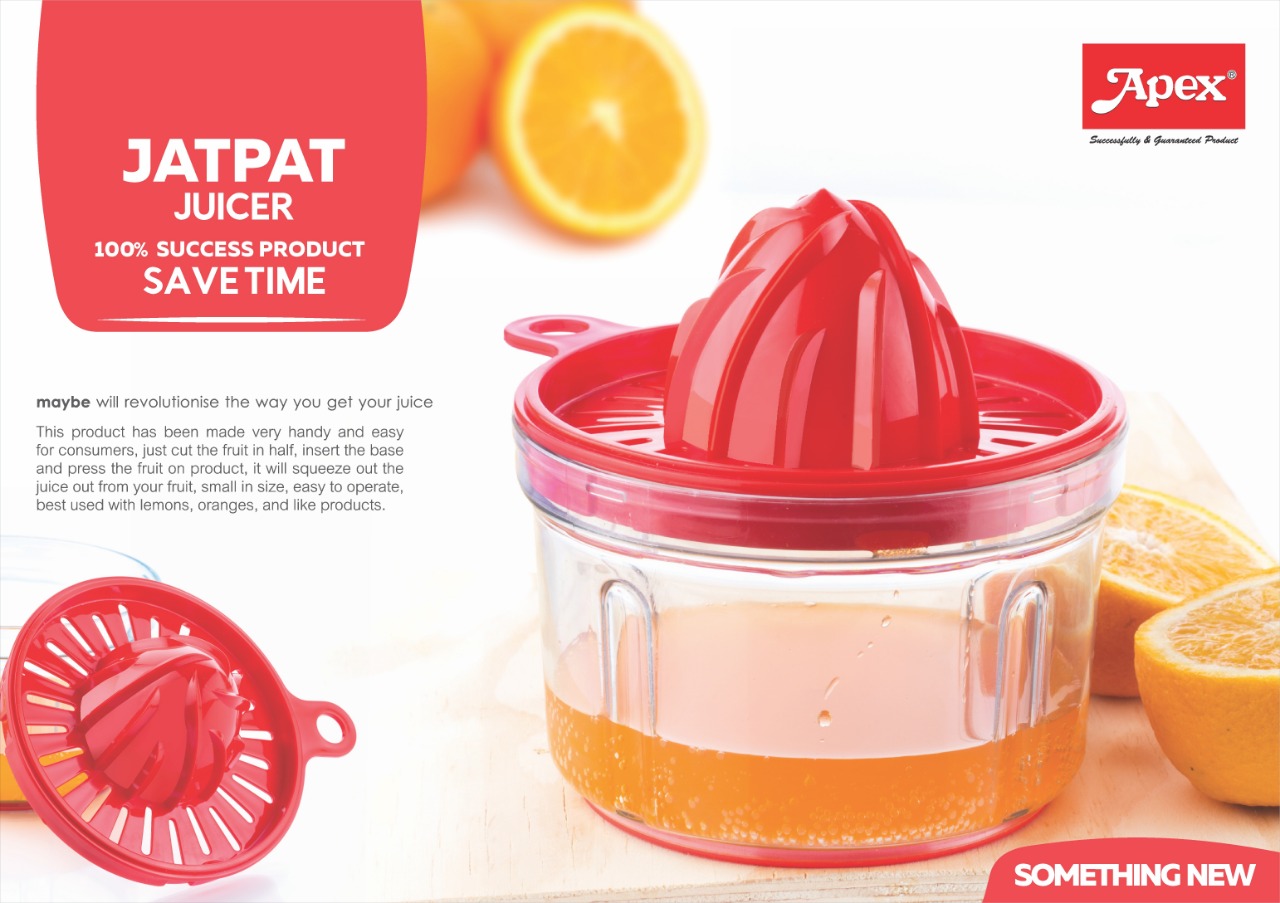 JATPAT
JUICER
100% SUCCESS PRODUCT
SAVE TIME
Apex®
Successfully & Guaranteed Product
maybe will revolutionise the way you get your juice
This product has been made very handy and easy
for consumers, just cut the fruit in half, insert the base
and press the fruit on product, it will squeeze out the
juice out from your fruit, small in size, easy to operate,
best used with lemons, oranges, and like products.
SOMETHING NEW